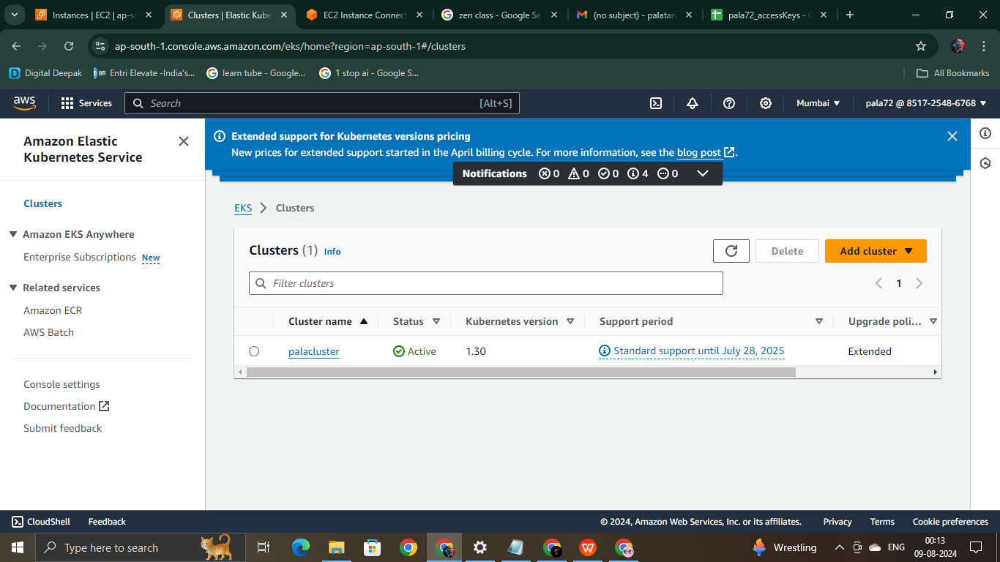 Instances | EC2 | ap-so
Clusters | Elastic Kube
EC2 Instance Connect
zen class - Google Se
(no subject) - palatar
pala72_accessKeys - G
ap-south-1.console.aws.amazon.com/eks/home?region=ap-south-1#/clusters
Digital Deepak
Entri Elevate -India's...
learn tube - Google...
1 stop ai - Google S...
All Bookmarks
aws
Services
Search
[Alt+S]
Mumbai
pala72 @ 8517-2548-6768
Amazon Elastic
Kubernetes Service
Clusters
Amazon EKS Anywhere
Enterprise Subscriptions New
Related services
Amazon ECR
AWS Batch
Console settings
Documentation
Submit feedback
Extended support for Kubernetes versions pricing
New prices for extended support started in the April billing cycle. For more information, see the blog post.
Notifications 0 0 0 4 0
EKS > Clusters
Clusters (1) Info
Delete
Add cluster
Filter clusters
1
Cluster name Status Kubernetes version Support period Upgrade poli...
palacluster Active 1.30 Standard support until July 28, 2025 Extended
CloudShell
Feedback
© 2024, Amazon Web Services, Inc. or its affiliates.
Privacy
Terms
Cookie preferences
Type here to search
Wrestling
ENG
00:13
09-08-2024